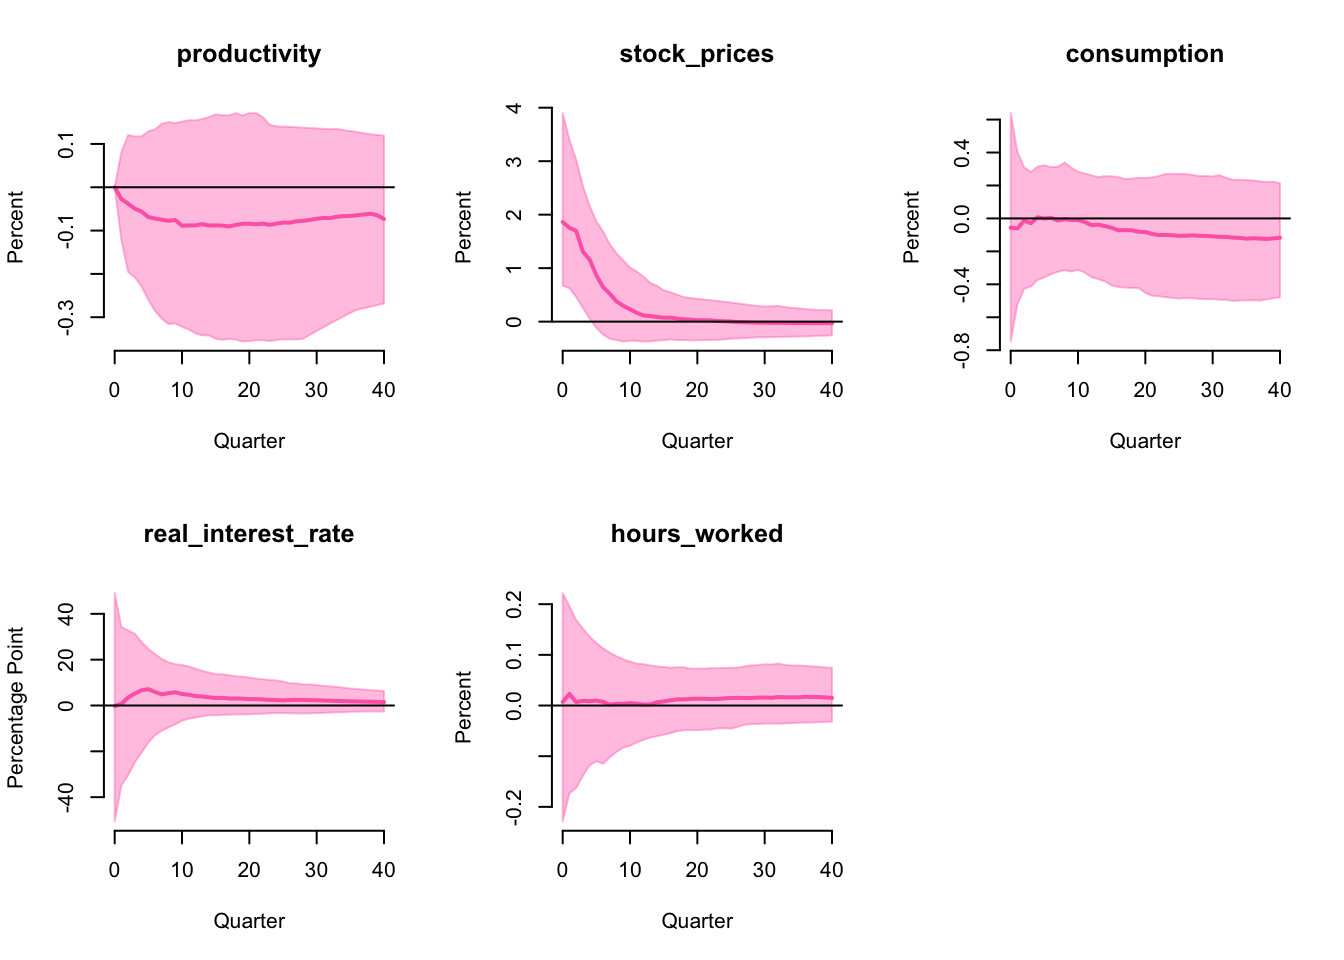 productivity
Percent
0.1
-0.1
-0.3
0 10 20 30 40
Quarter
stock_prices
Percent
4
3
2
1
0
0 10 20 30 40
Quarter
consumption
Percent
0.4
0.0
-0.4
-0.8
0 10 20 30 40
Quarter
real_interest_rate
Percentage Point
40
20
0
-40
0 10 20 30 40
Quarter
hours_worked
Percent
0.2
0.1
0.0
-0.2
0 10 20 30 40
Quarter